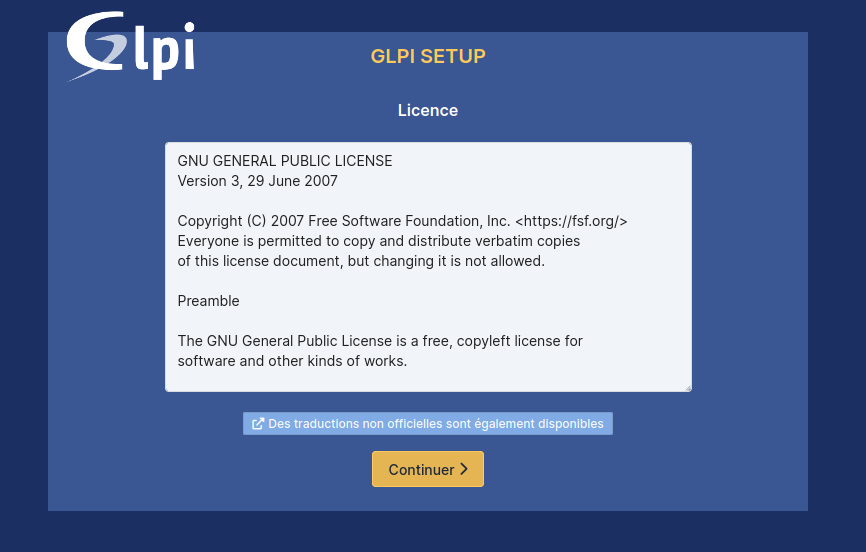 Glpi
GLPI SETUP
Licence
GNU GENERAL PUBLIC LICENSE
Version 3, 29 June 2007
Copyright (C) 2007 Free Software Foundation, Inc. <https://fsf.org/>
Everyone is permitted to copy and distribute verbatim copies
of this license document, but changing it is not allowed.
Preamble
The GNU General Public License is a free, copyleft license for
software and other kinds of works.
Des traductions non officielles sont également disponibles
Continuer